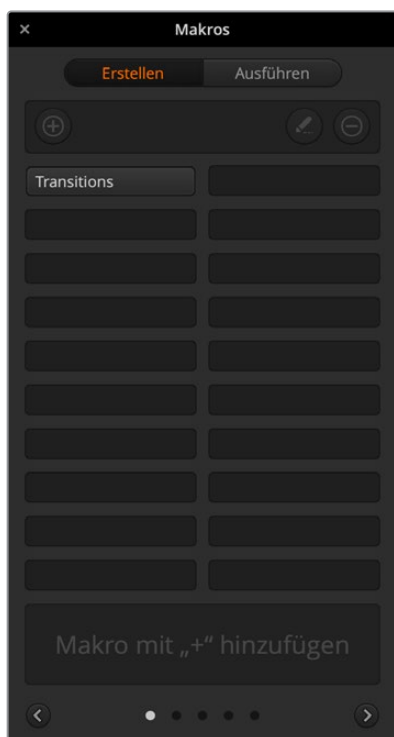 Makros
Erstellen Ausführen
Transitions
Makro mit „+“ hinzufügen